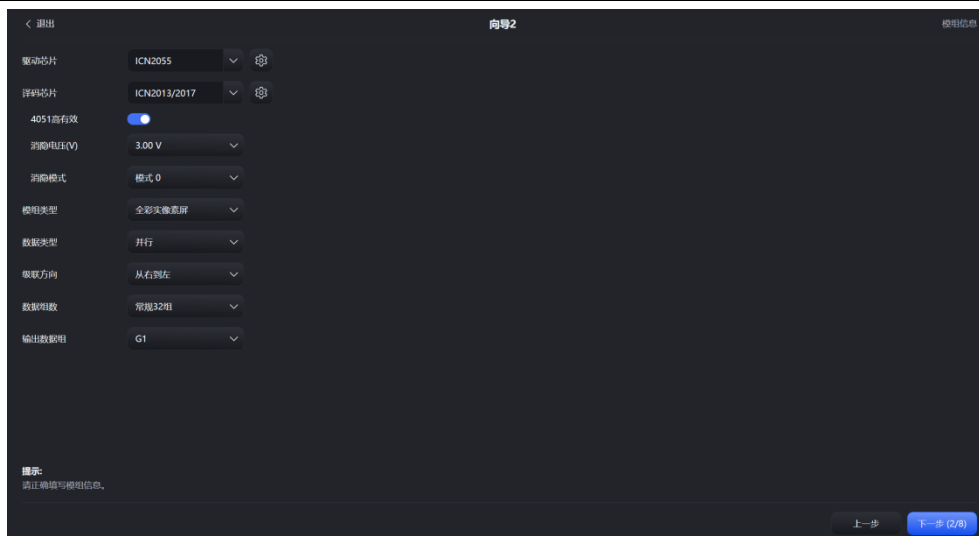 退出 向导2 模组信息
驱动芯片 ICN2055
译码芯片 ICN2013/2017
4051高有效
消隐电压(V) 3.00 V
消隐模式 模式 0
模组类型 全彩实像素屏
数据类型 并行
级联方向 从右到左
数据组数 常规32组
输出数据组 G1
提示:
请正确填写模组信息。
上一步 下一步 (2/8)